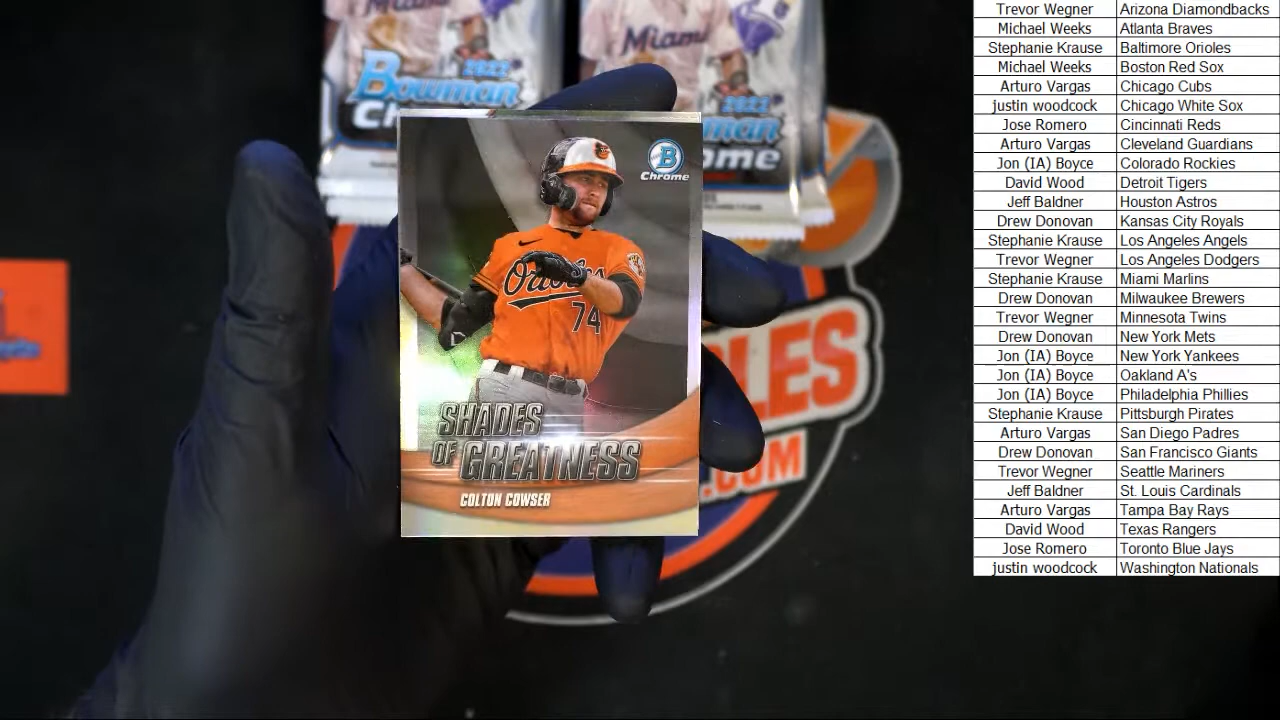 Miami
Miam
2022
Bowman
Ch
2022
man
ome
B
Chrome
Orioles
74
SHADES
OF GREATNESS
COLTON COWSER
LES
.COM
Trevor Wegner Arizona Diamondbacks
Michael Weeks Atlanta Braves
Stephanie Krause Baltimore Orioles
Michael Weeks Boston Red Sox
Arturo Vargas Chicago Cubs
justin woodcock Chicago White Sox
Jose Romero Cincinnati Reds
Arturo Vargas Cleveland Guardians
Jon (IA) Boyce Colorado Rockies
David Wood Detroit Tigers
Jeff Baldner Houston Astros
Drew Donovan Kansas City Royals
Stephanie Krause Los Angeles Angels
Trevor Wegner Los Angeles Dodgers
Stephanie Krause Miami Marlins
Drew Donovan Milwaukee Brewers
Trevor Wegner Minnesota Twins
Drew Donovan New York Mets
Jon (IA) Boyce New York Yankees
Jon (IA) Boyce Oakland A's
Jon (IA) Boyce Philadelphia Phillies
Stephanie Krause Pittsburgh Pirates
Arturo Vargas San Diego Padres
Drew Donovan San Francisco Giants
Trevor Wegner Seattle Mariners
Jeff Baldner St. Louis Cardinals
Arturo Vargas Tampa Bay Rays
David Wood Texas Rangers
Jose Romero Toronto Blue Jays
justin woodcock Washington Nationals